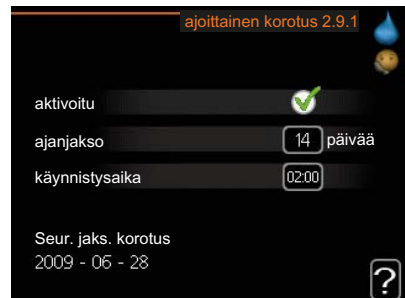 ajoittainen korotus 2.9.1
aktivoitu
ajanjakso 14 päivää
käynnistysaika 02:00
Seur. jaks. korotus
2009 - 06 - 28
?